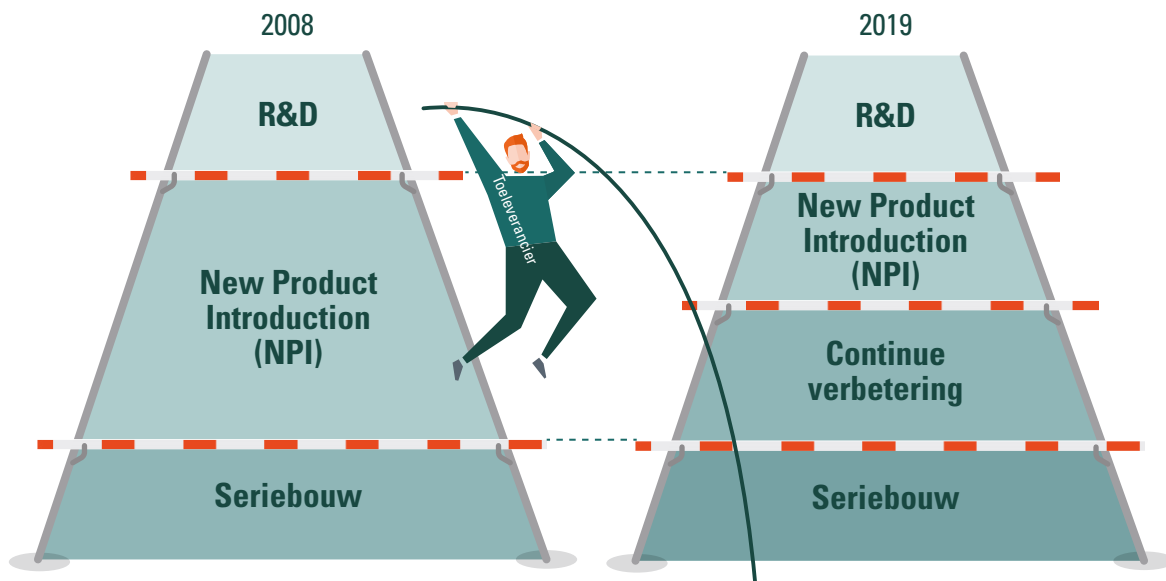 2008
R&D
New Product
Introduction
(NPI)
Seriebouw
Toeleverancier
2019
R&D
New Product
Introduction
(NPI)
Continue
verbetering
Seriebouw